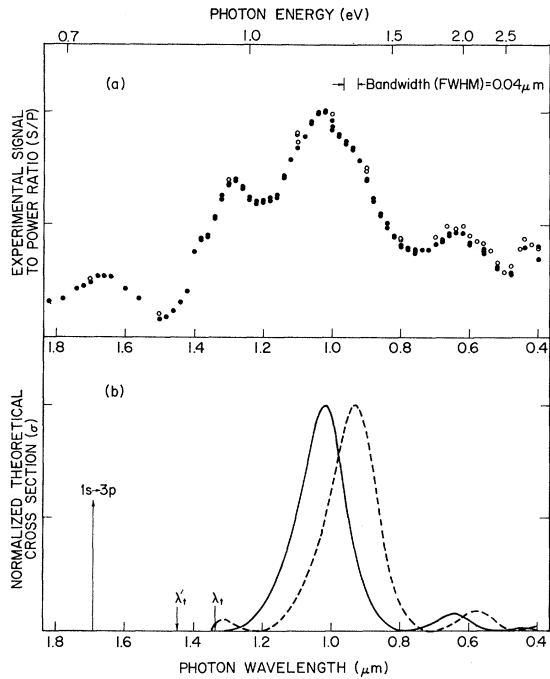 PHOTON ENERGY (eV)
0.7 1.0 1.5 2.0 2.5
(a)
Bandwidth (FWHM)=0.04μm
EXPERIMENTAL SIGNAL
TO POWER RATIO (S/P)
1.8 1.6 1.4 1.2 1.0 0.8 0.6 0.4
(b)
NORMALIZED THEORETICAL
CROSS SECTION (σ)
1s→3p
λ't λt
1.8 1.6 1.4 1.2 1.0 0.8 0.6 0.4
PHOTON WAVELENGTH (μm)